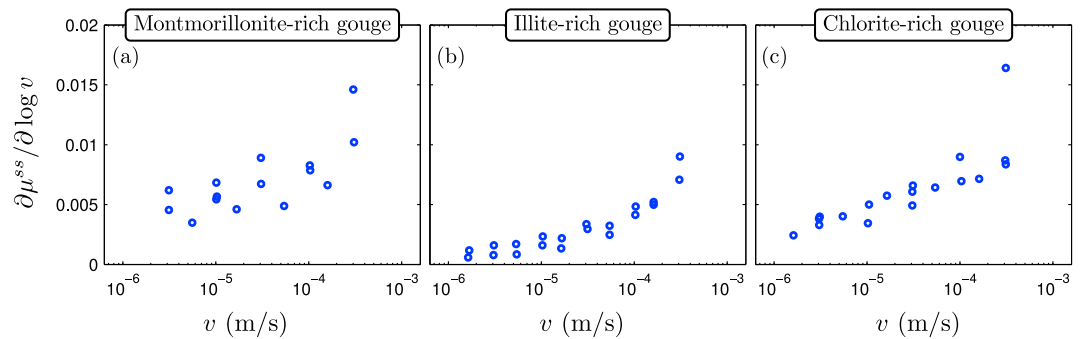 Montmorillonite-rich gouge
Illite-rich gouge
Chlorite-rich gouge
(a)
(b)
(c)
0.02
0.015
0.01
0.005
0
∂μ^{ss}/∂ log v
10^{−6} 10^{−5} 10^{−4} 10^{−3}
10^{−6} 10^{−5} 10^{−4} 10^{−3}
10^{−6} 10^{−5} 10^{−4} 10^{−3}
v (m/s)
v (m/s)
v (m/s)